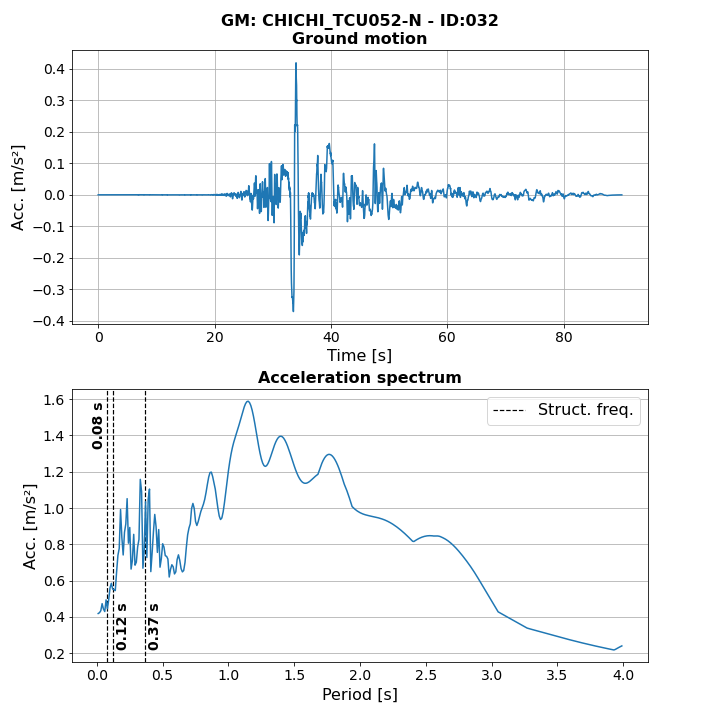 GM: CHICHI_TCU052-N - ID:032
Ground motion
0.4
0.3
0.2
0.1
0.0
−0.1
−0.2
−0.3
−0.4
Acc. [m/s²]
0 20 40 60 80
Time [s]
Acceleration spectrum
1.6
1.4
1.2
1.0
0.8
0.6
0.4
0.2
Acc. [m/s²]
0.08 s
0.12 s
0.37 s
Struct. freq.
0.0 0.5 1.0 1.5 2.0 2.5 3.0 3.5 4.0
Period [s]